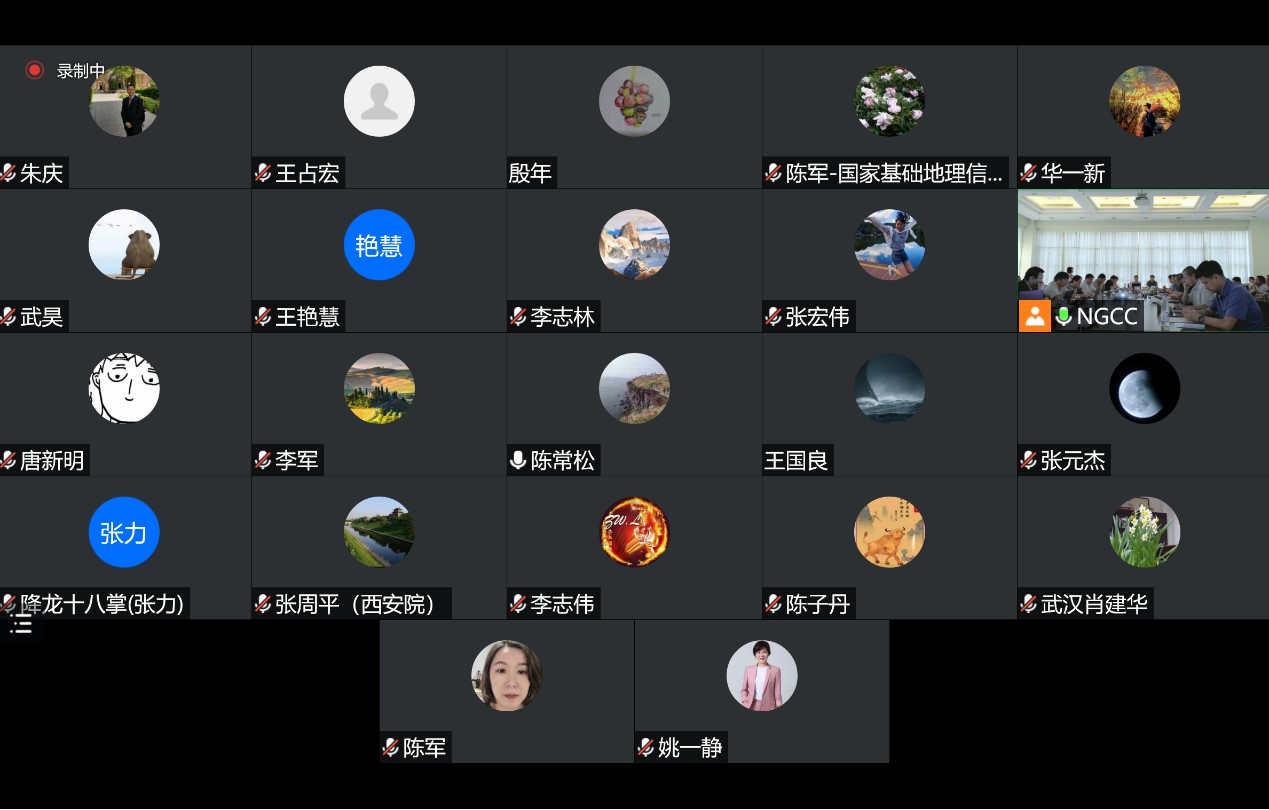 录制中
朱庆
王占宏
殷年
陈军-国家基础地理信...
华一新
武昊
艳慧
王艳慧
李志林
张宏伟
NGCC
唐新明
李军
陈常松
王国良
张元杰
张力
降龙十八掌(张力)
张周平（西安院）
李志伟
陈子丹
武汉肖建华
陈军
姚一静